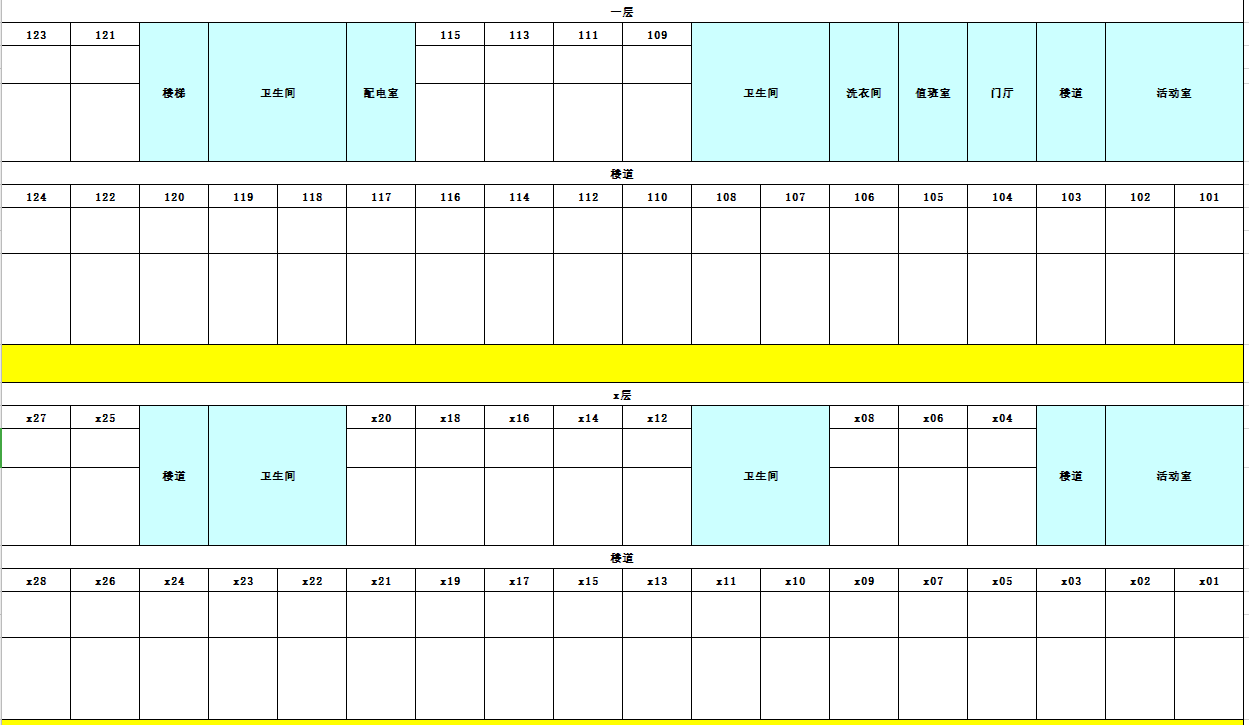 一层
123 121 楼梯 卫生间 配电室 115 113 111 109 卫生间 洗衣间 值班室 门厅 楼道 活动室
楼道
124 122 120 119 118 117 116 114 112 110 108 107 106 105 104 103 102 101
x层
x27 x25 楼道 卫生间 x20 x18 x16 x14 x12 卫生间 x08 x06 x04 楼道 活动室
楼道
x28 x26 x24 x23 x22 x21 x19 x17 x15 x13 x11 x10 x09 x07 x05 x03 x02 x01